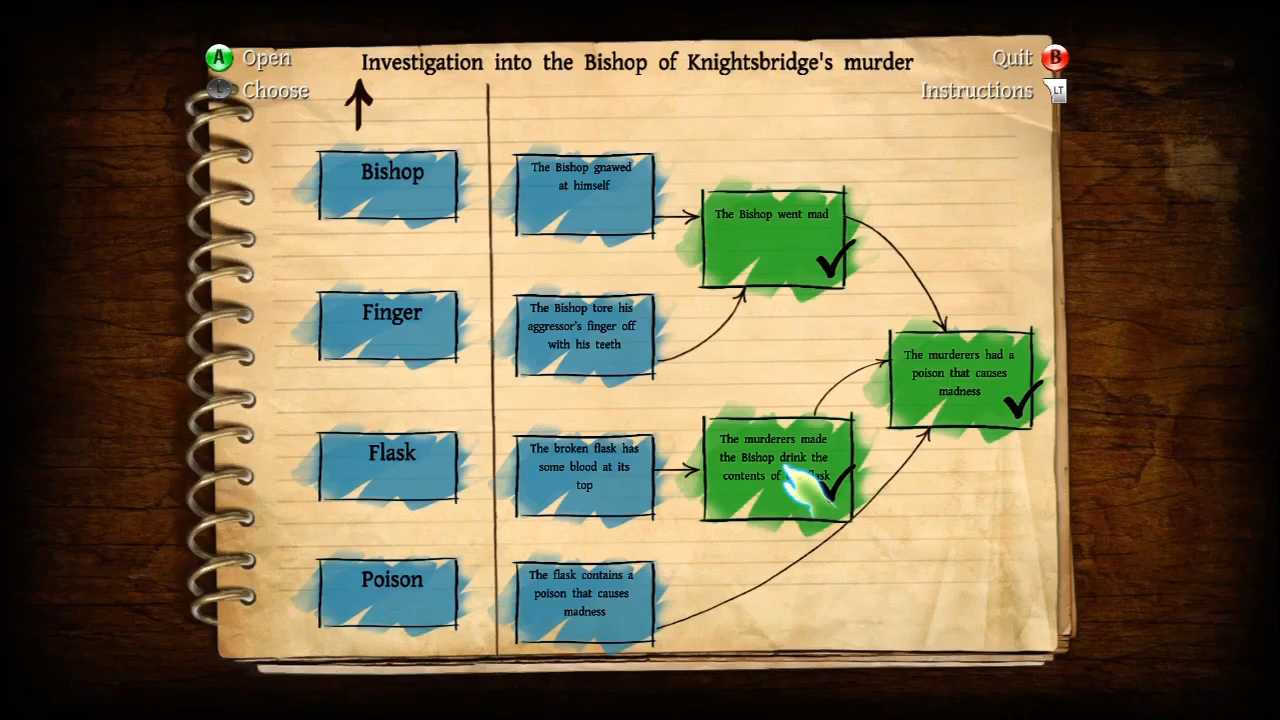 A Open
Investigation into the Bishop of Knightsbridge's murder
Quit B
L Choose
Instructions LT
Bishop
The Bishop gnawed
at himself
The Bishop went mad
Finger
The Bishop tore his
aggressor's finger off
with his teeth
The murderers had a
poison that causes
madness
Flask
The broken flask has
some blood at its
top
The murderers made
the Bishop drink the
contents of
Poison
The flask contains a
poison that causes
madness